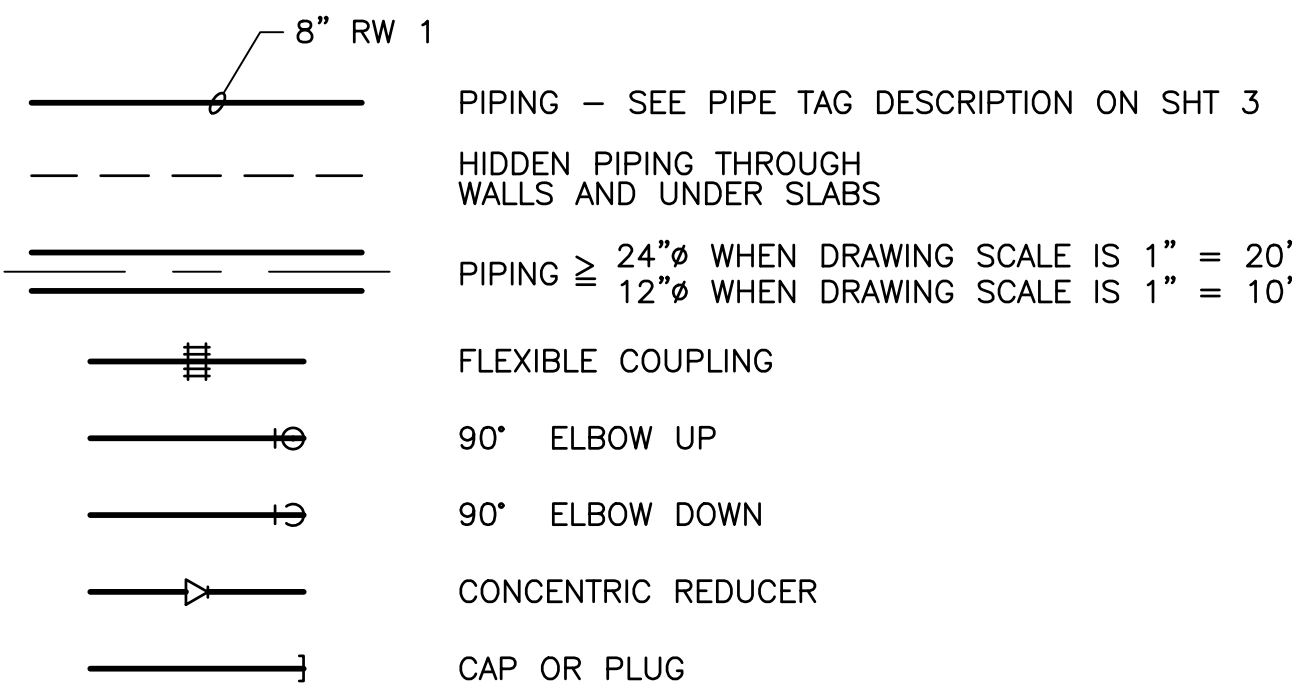 8” RW 1
PIPING – SEE PIPE TAG DESCRIPTION ON SHT 3
HIDDEN PIPING THROUGH
WALLS AND UNDER SLABS
PIPING ≧ 24”ø WHEN DRAWING SCALE IS 1” = 20’
12”ø WHEN DRAWING SCALE IS 1” = 10’
FLEXIBLE COUPLING
90° ELBOW UP
90° ELBOW DOWN
CONCENTRIC REDUCER
CAP OR PLUG